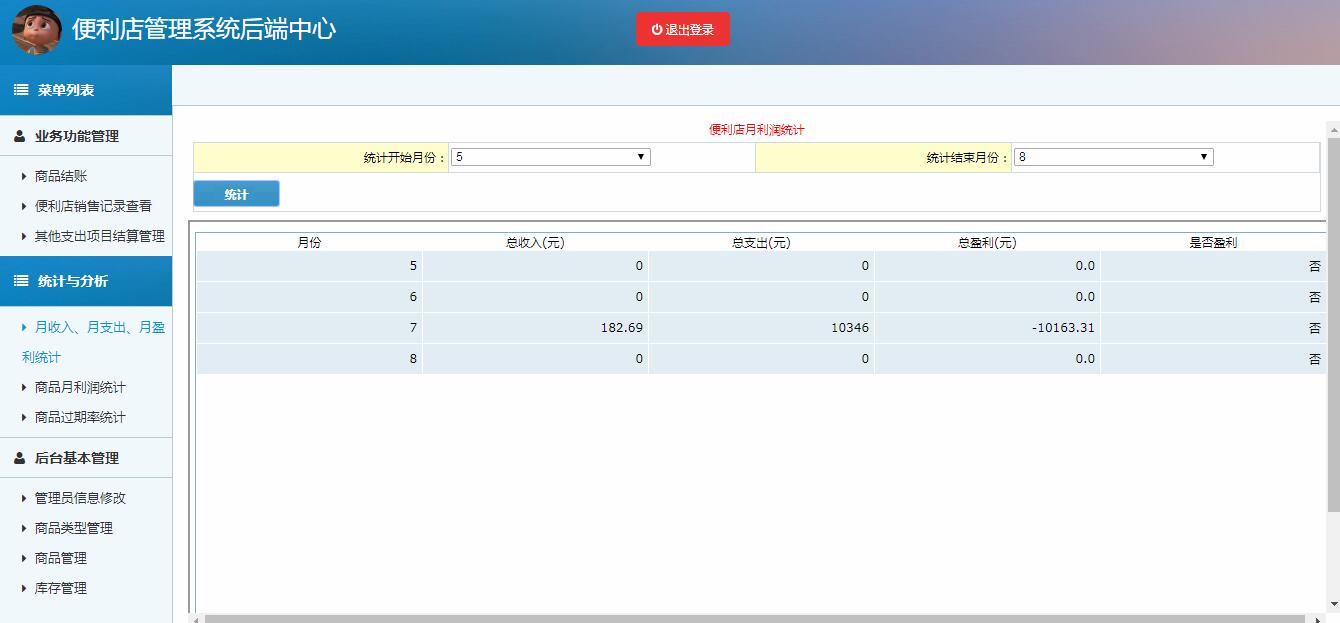 便利店管理系统后端中心
退出登录
菜单列表
业务功能管理
商品结账
便利店销售记录查看
其他支出项目结算管理
统计与分析
月收入、月支出、月盈
利统计
商品月利润统计
商品过期率统计
后台基本管理
管理员信息修改
商品类型管理
商品管理
库存管理
便利店月利润统计
统计开始月份： 5 统计结束月份： 8
统计
月份 总收入(元) 总支出(元) 总盈利(元) 是否盈利
5 0 0 0.0 否
6 0 0 0.0 否
7 182.69 10346 -10163.31 否
8 0 0 0.0 否